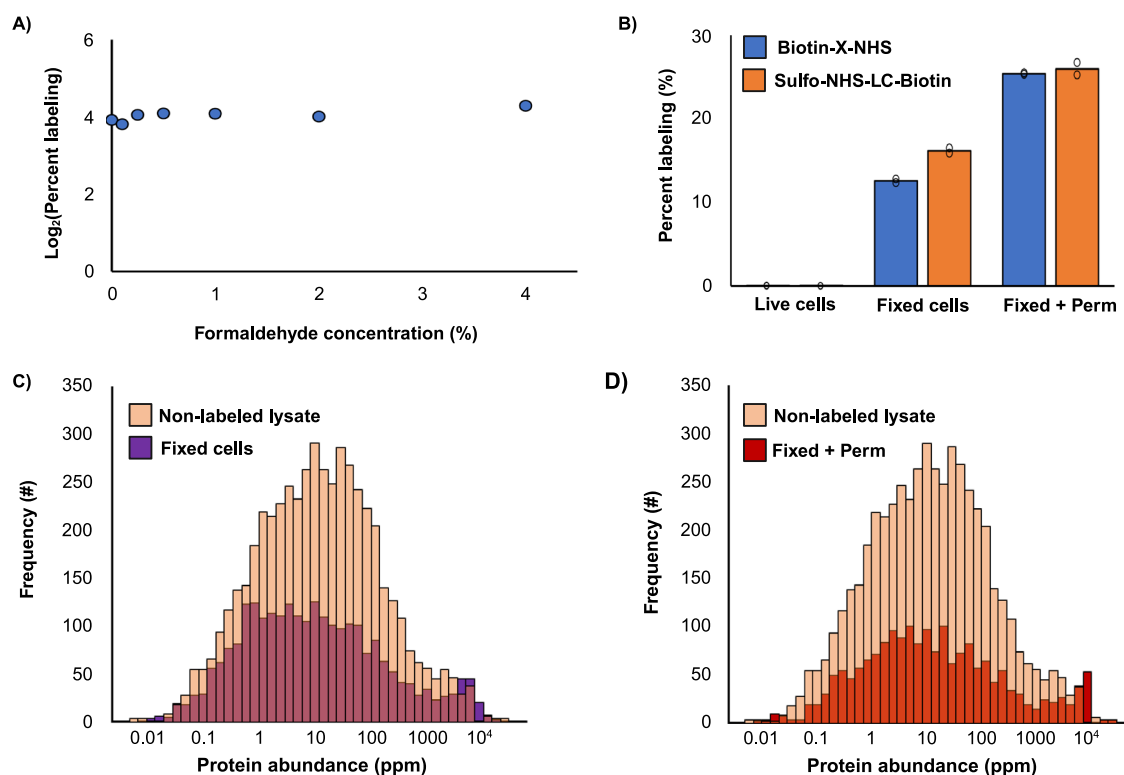 A)
6
4
2
0
Log₂(Percent labeling)
0 1 2 3 4
Formaldehyde concentration (%)
B)
Biotin-X-NHS
Sulfo-NHS-LC-Biotin
30
20
10
0
Percent labeling (%)
Live cells Fixed cells Fixed + Perm
C)
Non-labeled lysate
Fixed cells
350
300
250
200
150
100
50
0
Frequency (#)
0.01 0.1 1 10 100 1000 10⁴
Protein abundance (ppm)
D)
Non-labeled lysate
Fixed + Perm
350
300
250
200
150
100
50
0
Frequency (#)
0.01 0.1 1 10 100 1000 10⁴
Protein abundance (ppm)